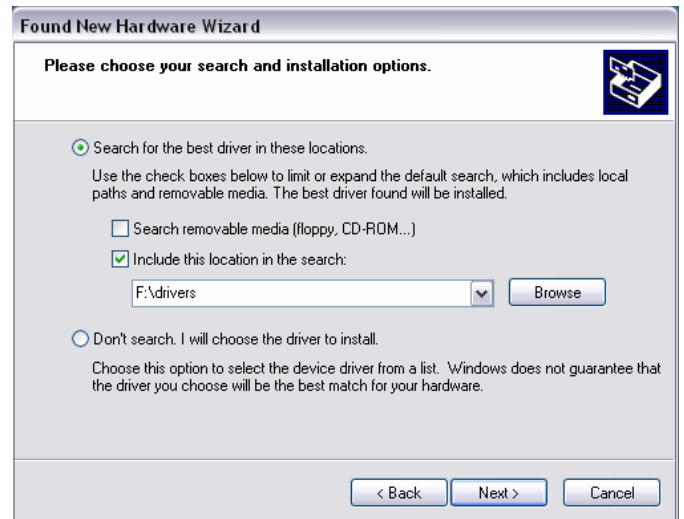 Found New Hardware Wizard
Please choose your search and installation options.
Search for the best driver in these locations.
Use the check boxes below to limit or expand the default search, which includes local
paths and removable media. The best driver found will be installed.
Search removable media (floppy, CD-ROM...)
Include this location in the search:
F:\drivers
Browse
Don't search. I will choose the driver to install.
Choose this option to select the device driver from a list. Windows does not guarantee that
the driver you choose will be the best match for your hardware.
< Back Next > Cancel